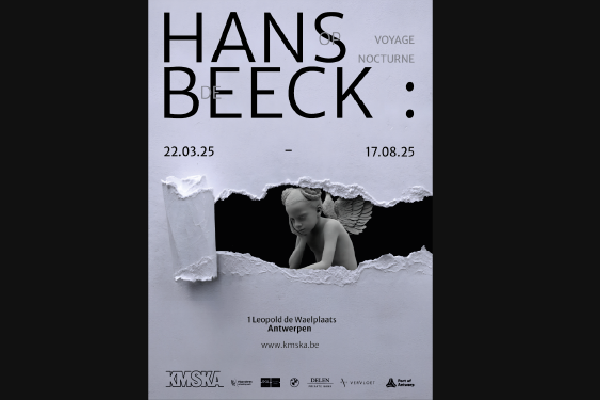 HANS OP
VOYAGE
NOCTURNE
DE BEECK :
22.03.25 – 17.08.25
1 Leopold de Waelplaats
Antwerpen
www.kmska.be
KMSKA
DELEN
VERVLOET
Port of
Antwerp